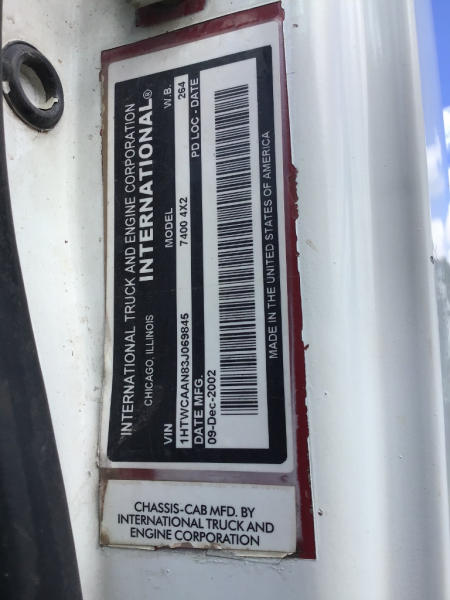 INTERNATIONAL TRUCK AND ENGINE CORPORATION
CHICAGO, ILLINOIS INTERNATIONAL®
VIN MODEL W.B.
1HTWCAAN83J069845 7400 4X2 264
DATE MFG. PD LOC - DATE
09-Dec-2002
MADE IN THE UNITED STATES OF AMERICA
CHASSIS-CAB MFD. BY
INTERNATIONAL TRUCK AND
ENGINE CORPORATION